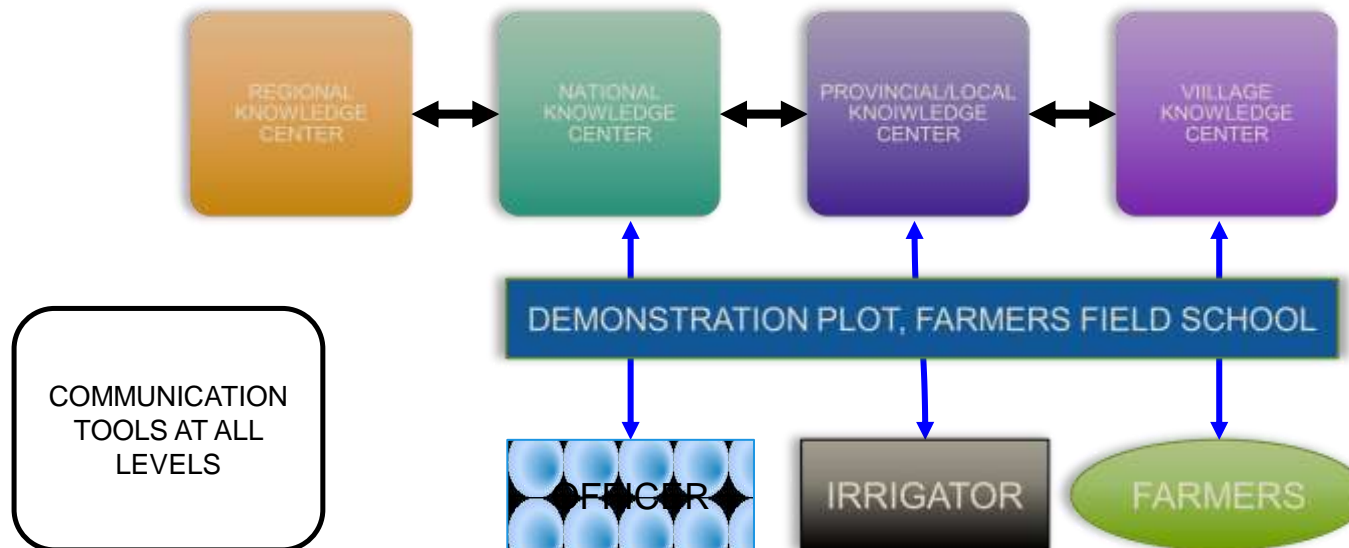 REGIONAL
KNOWLEDGE
CENTER
NATIONAL
KNOWLEDGE
CENTER
PROVINCIAL/LOCAL
KNOIWLEDGE
CENTER
VIILLAGE
KNOWLEDGE
CENTER
DEMONSTRATION PLOT, FARMERS FIELD SCHOOL
COMMUNICATION
TOOLS AT ALL
LEVELS
OFFICER
IRRIGATOR
FARMERS